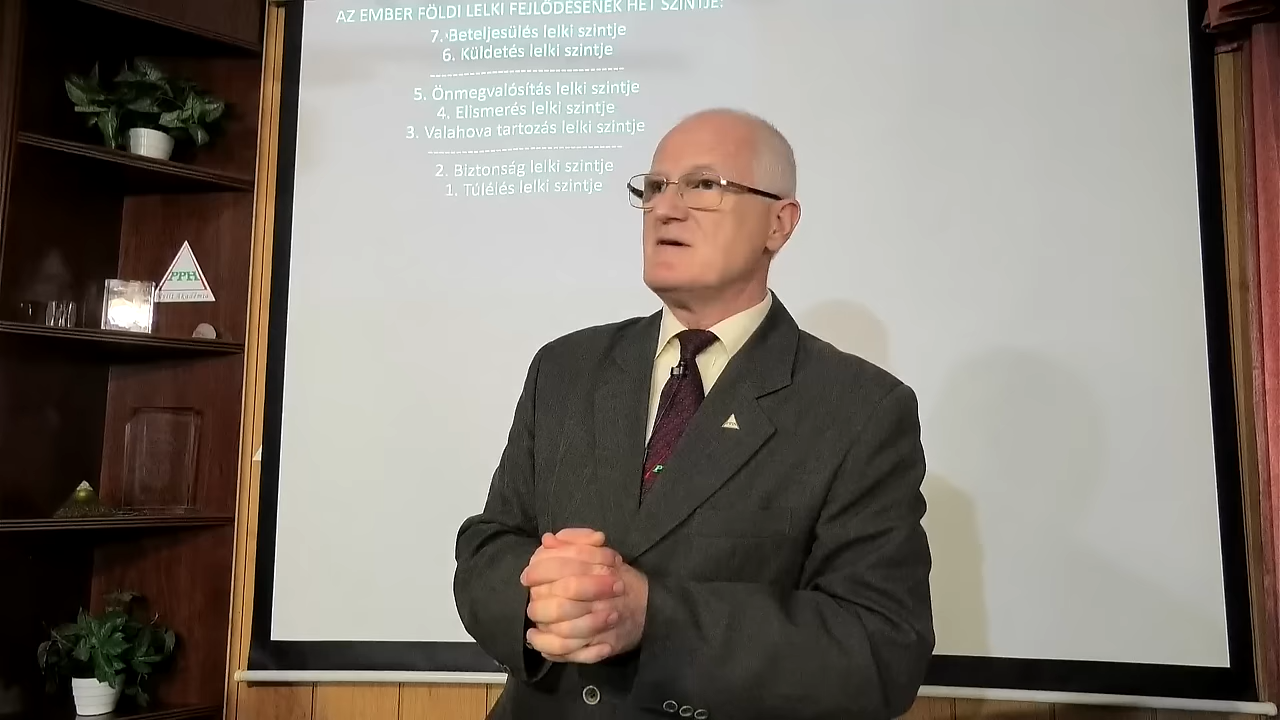 AZ EMBER FÖLDI LELKI FEJLŐDÉSÉNEK HÉT SZINTJE:
7. Beteljesülés lelki szintje
6. Küldetés lelki szintje
-----------------------------------
5. Önmegvalósítás lelki szintje
4. Elismerés lelki szintje
3. Valahova tartozás lelki szintje
-----------------------------------
2. Biztonság lelki szintje
1. Túlélés lelki szintje
Akadémia
P